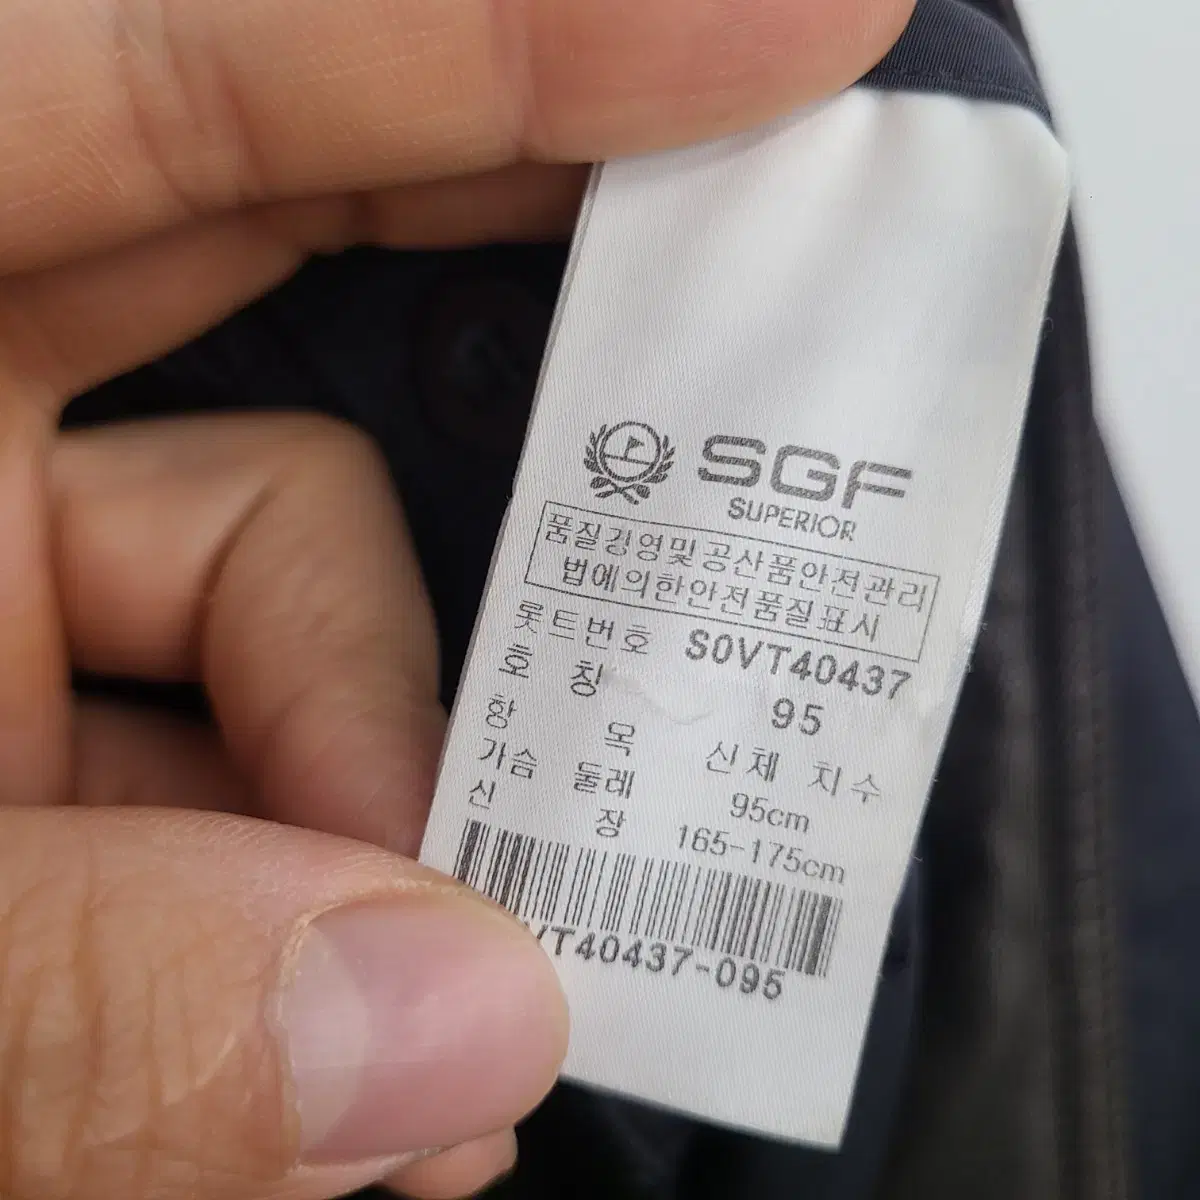 SGF
SUPERIOR
품질경영및공산품안전관리
법에의한안전품질표시
롯트번호 S0VT40437
호 칭 95
항 목 신체 치수
가슴 둘레 95cm
신 장 165-175cm
VT40437-095